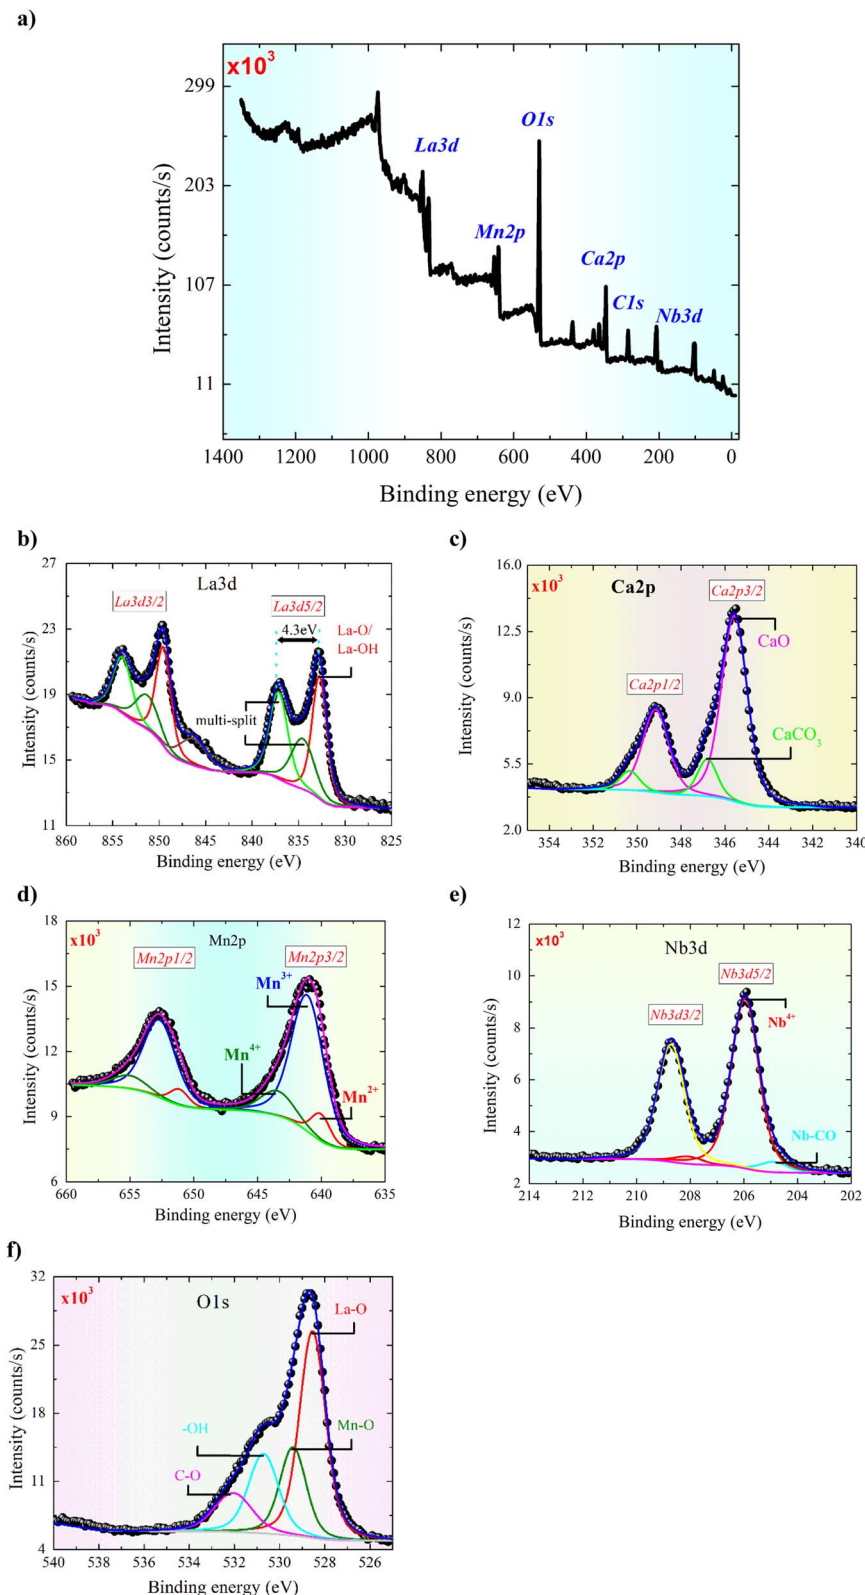 a)
x10³
299
203
107
11
Intensity (counts/s)
La3d
Mn2p
O1s
Ca2p
C1s
Nb3d
1400 1200 1000 800 600 400 200 0
Binding energy (eV)
b)
27
23
19
15
11
Intensity (counts/s)
La3d
La3d3/2
La3d5/2
4.3eV
La-O/
La-OH
multi-split
860 855 850 845 840 835 830 825
Binding energy (eV)
c)
16.0
12.5
9.0
5.5
2.0
Intensity (counts/s)
x10³
Ca2p
Ca2p3/2
CaO
Ca2p1/2
CaCO₃
354 352 350 348 346 344 342 340
Binding energy (eV)
d)
18
15
12
9
6
Intensity (counts/s)
x10³
Mn2p
Mn2p1/2
Mn2p3/2
Mn³⁺
Mn⁴⁺
Mn²⁺
660 655 650 645 640 635
Binding energy (eV)
e)
12
10
8
6
4
2
Intensity (counts/s)
x10³
Nb3d
Nb3d5/2
Nb3d3/2
Nb⁴⁺
Nb-CO
214 212 210 208 206 204 202
Binding energy (eV)
f)
32
25
18
11
4
Intensity (counts/s)
x10³
O1s
La-O
-OH
Mn-O
C-O
540 538 536 534 532 530 528 526
Binding energy (eV)